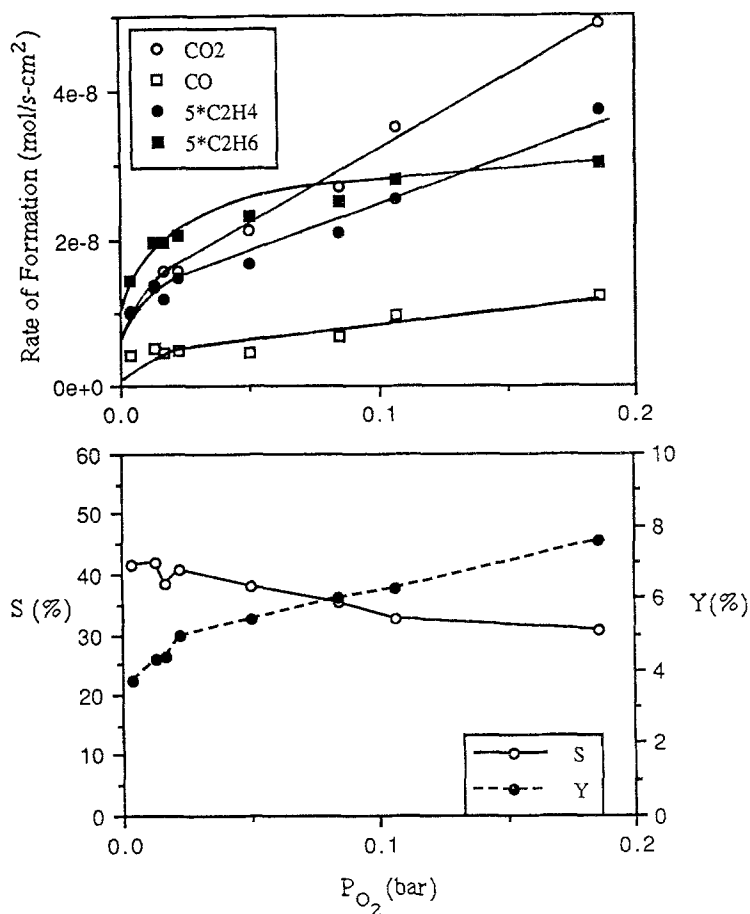 Rate of Formation (mol/s-cm²)
CO2
CO
5*C2H4
5*C2H6
4e-8
2e-8
0e+0
0.0
0.1
0.2
S (%)
60
50
40
30
20
10
0
Y(%)
10
8
6
4
2
0
S
Y
0.0
0.1
0.2
P_{O_2} (bar)